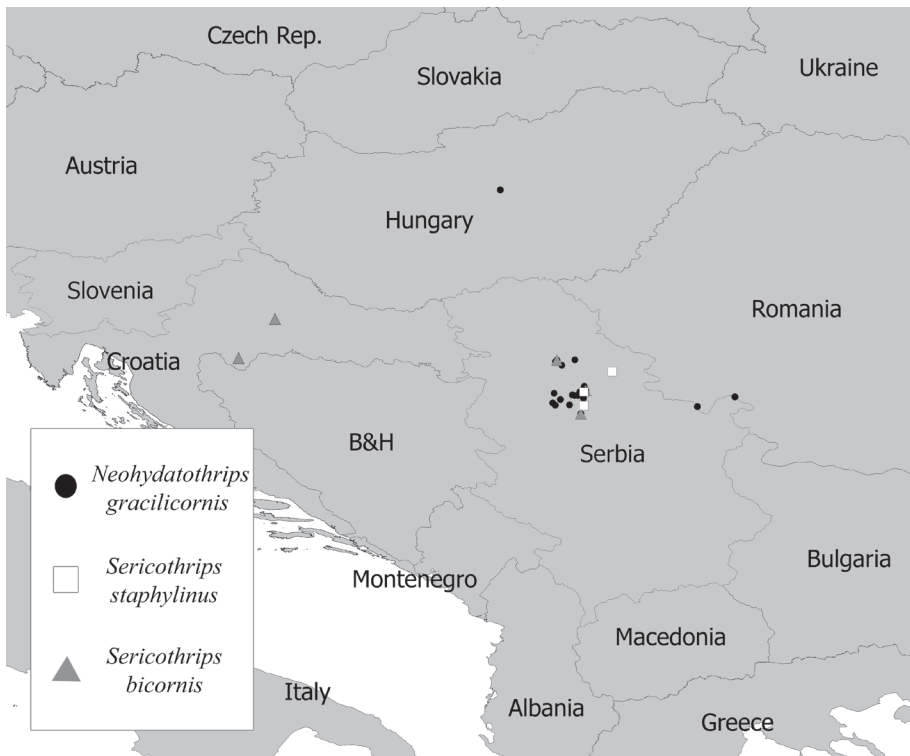 Czech Rep.
Slovakia
Ukraine
Austria
Hungary
Slovenia
Romania
Croatia
B&H
Serbia
Neohydatothrips
gracilicornis
Sericothrips
staphylinus
Sericothrips
bicornis
Bulgaria
Montenegro
Macedonia
Italy
Albania
Greece